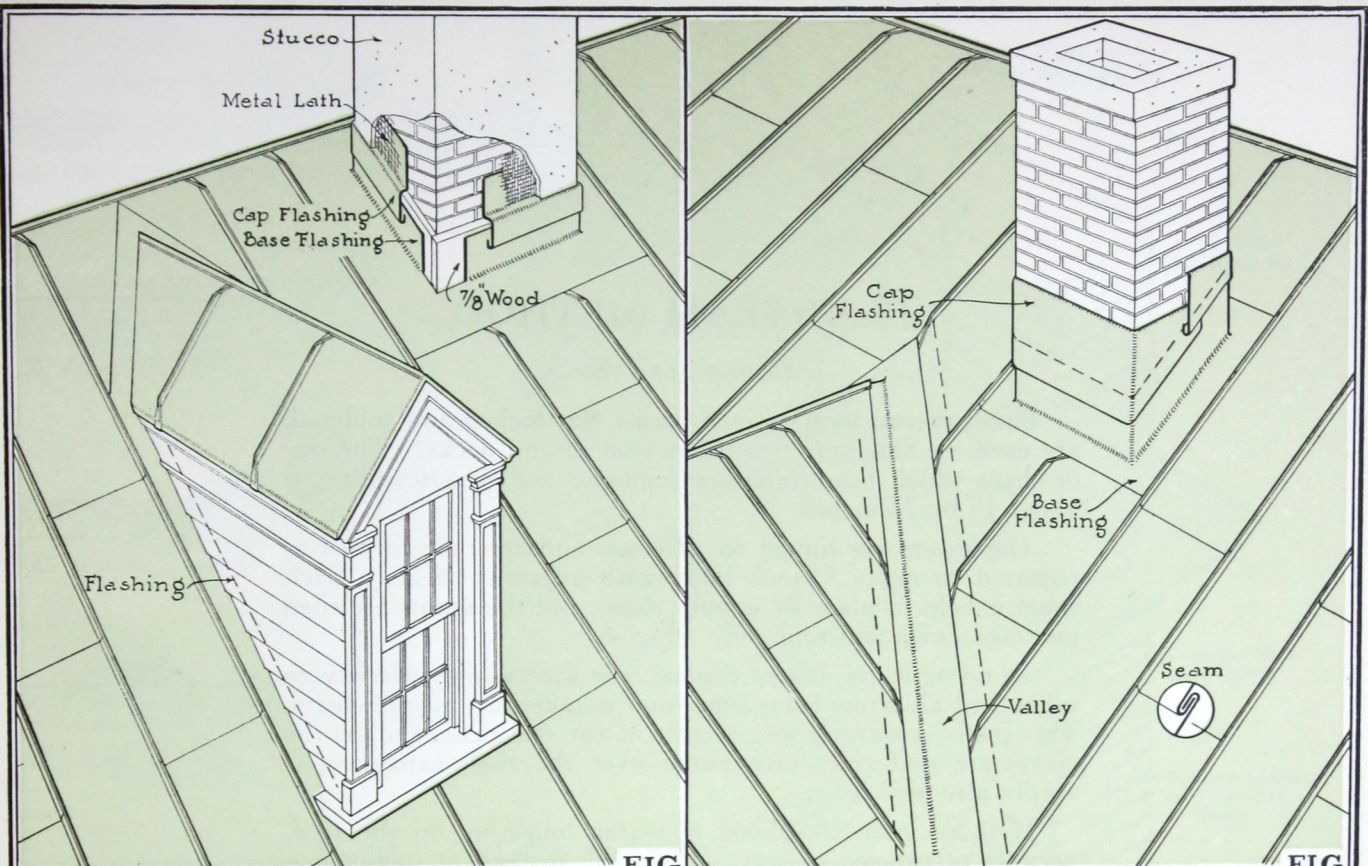 Stucco
Metal Lath
Cap Flashing
Base Flashing
7/8" Wood
Flashing
FIG
Cap
Flashing
Base
Flashing
Seam
Valley
FIG